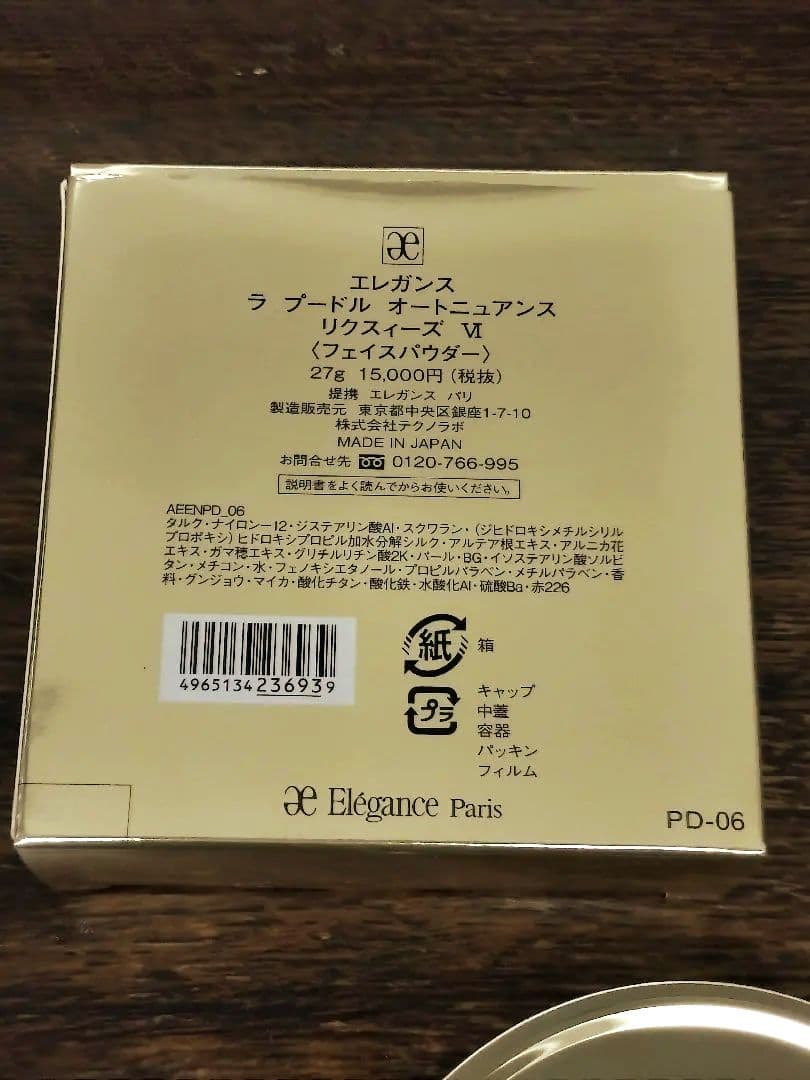 æ
エレガンス
ラ プードル オートニュアンス
リクスィーズ Ⅵ
〈フェイスパウダー〉
27g 15,000円(税抜)
提携 エレガンス パリ
製造販売元 東京都中央区銀座1-7-10
株式会社テクノラボ
MADE IN JAPAN
お問合せ先 0120-766-995
説明書をよく読んでからお使いください。
AEENPD_06
タルク・ナイロン－12・ジステアリン酸Al・スクワラン・(ジヒドロキシメチルシリル
プロポキシ)ヒドロキシプロピル加水分解シルク・アルテア根エキス・アルニカ花
エキス・ガマ穂エキス・グリチルリチン酸2K・パール・BG・イソステアリン酸ソルビ
タン・メチコン・水・フェノキシエタノール・プロピルパラベン・メチルパラベン・香
料・グンジョウ・マイカ・酸化チタン・酸化鉄・水酸化Al・硫酸Ba・赤226
4965134236939
紙 箱
プラ キャップ
中蓋
容器
パッキン
フィルム
æ Elégance Paris
PD-06